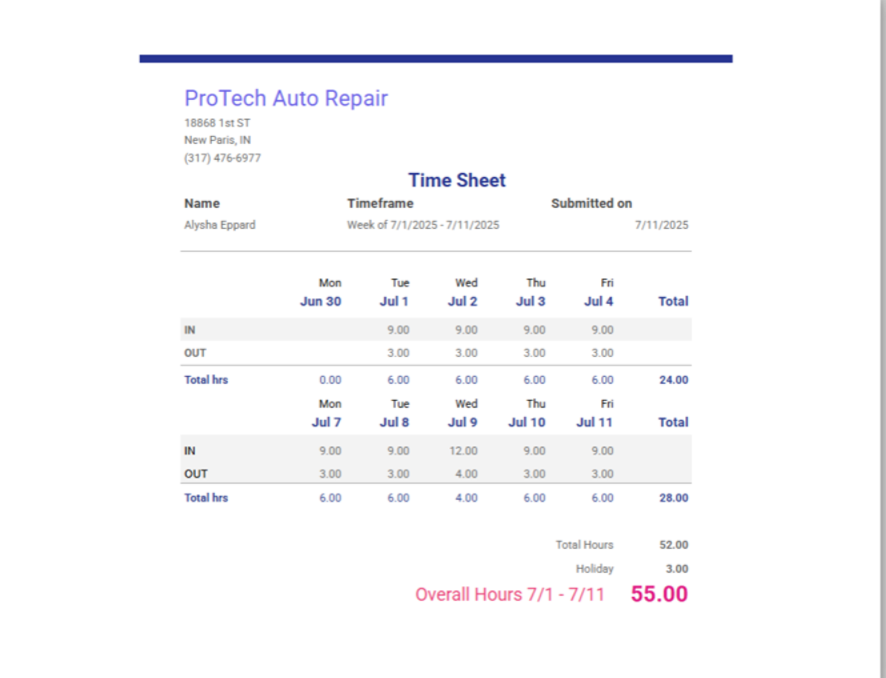 ProTech Auto Repair
18868 1st ST
New Paris, IN
(317) 476-6977
Time Sheet
Name Timeframe Submitted on
Alysha Eppard Week of 7/1/2025 - 7/11/2025 7/11/2025
Mon Tue Wed Thu Fri
Jun 30 Jul 1 Jul 2 Jul 3 Jul 4 Total
IN 9.00 9.00 9.00 9.00
OUT 3.00 3.00 3.00 3.00
Total hrs 0.00 6.00 6.00 6.00 6.00 24.00
Mon Tue Wed Thu Fri
Jul 7 Jul 8 Jul 9 Jul 10 Jul 11 Total
IN 9.00 9.00 12.00 9.00 9.00
OUT 3.00 3.00 4.00 3.00 3.00
Total hrs 6.00 6.00 4.00 6.00 6.00 28.00
Total Hours 52.00
Holiday 3.00
Overall Hours 7/1 - 7/11 55.00